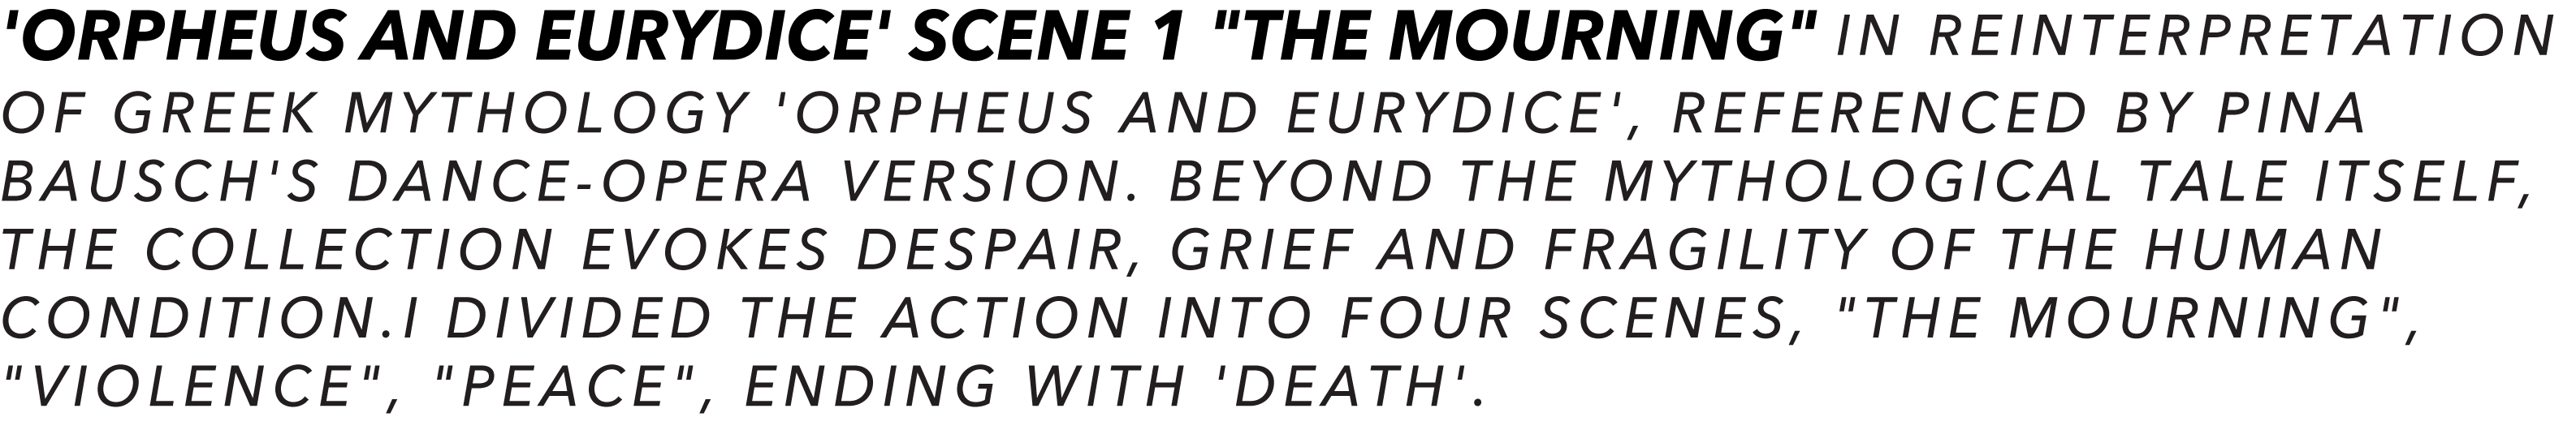 'ORPHEUS AND EURYDICE' SCENE 1 "THE MOURNING" IN REINTERPRETATION
OF GREEK MYTHOLOGY 'ORPHEUS AND EURYDICE', REFERENCED BY PINA
BAUSCH'S DANCE-OPERA VERSION. BEYOND THE MYTHOLOGICAL TALE ITSELF,
THE COLLECTION EVOKES DESPAIR, GRIEF AND FRAGILITY OF THE HUMAN
CONDITION.I DIVIDED THE ACTION INTO FOUR SCENES, "THE MOURNING",
"VIOLENCE", "PEACE", ENDING WITH 'DEATH'.